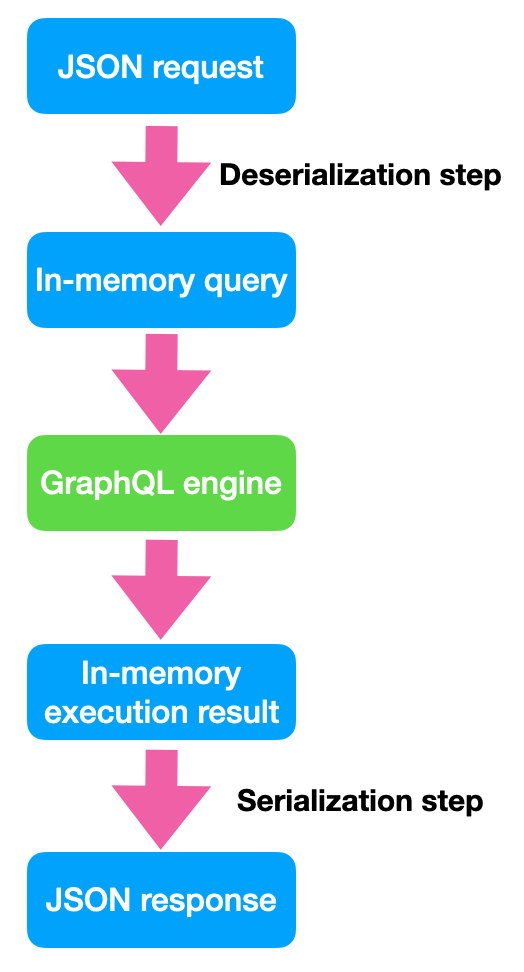 JSON request
Deserialization step
In-memory query
GraphQL engine
In-memory
execution result
Serialization step
JSON response